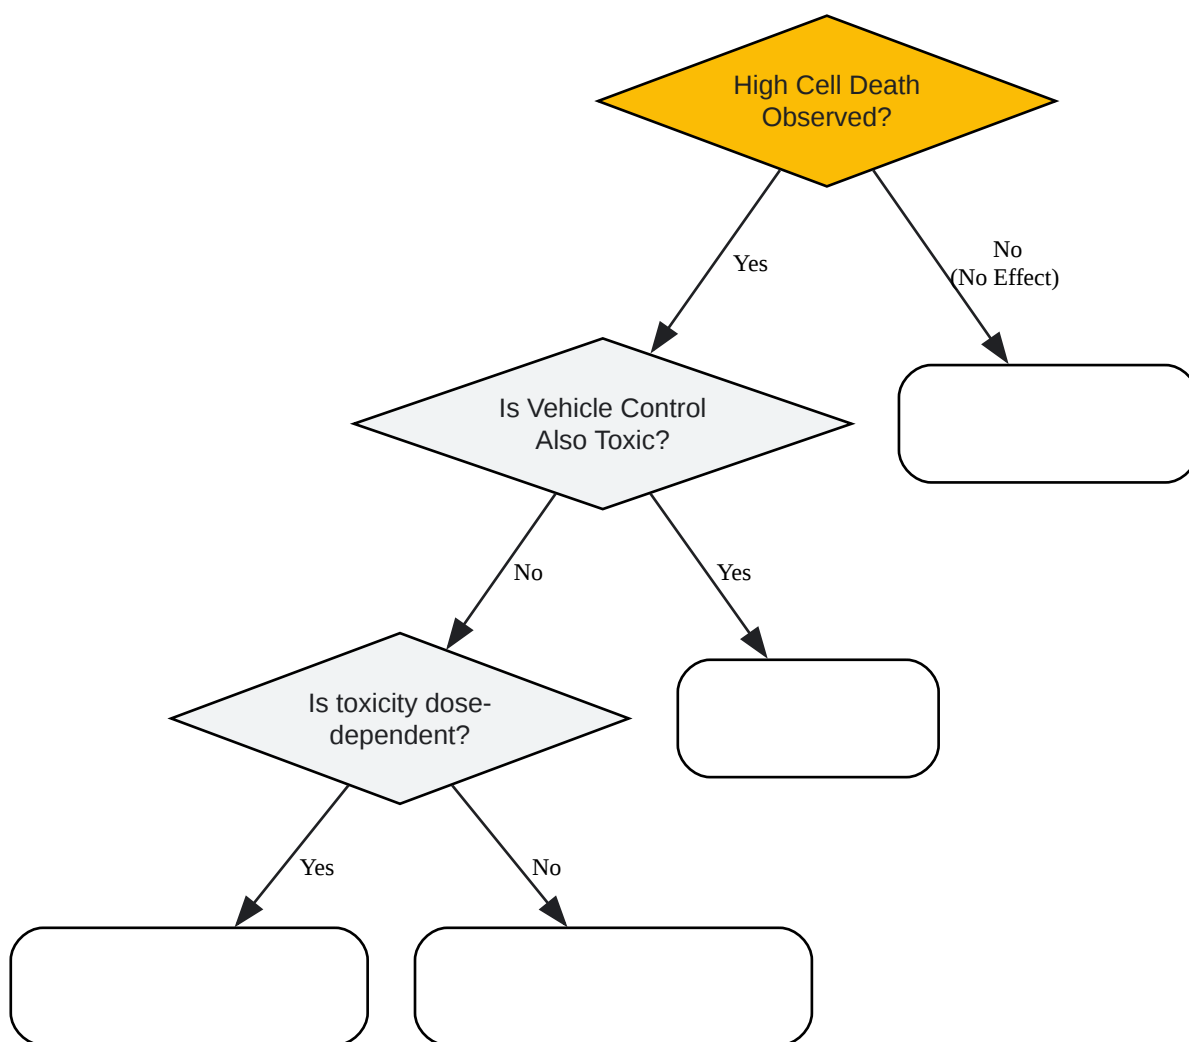 High Cell Death
Observed?
Yes
No
(No Effect)
Is Vehicle Control
Also Toxic?
No
Yes
Is toxicity dose-
dependent?
Yes
No